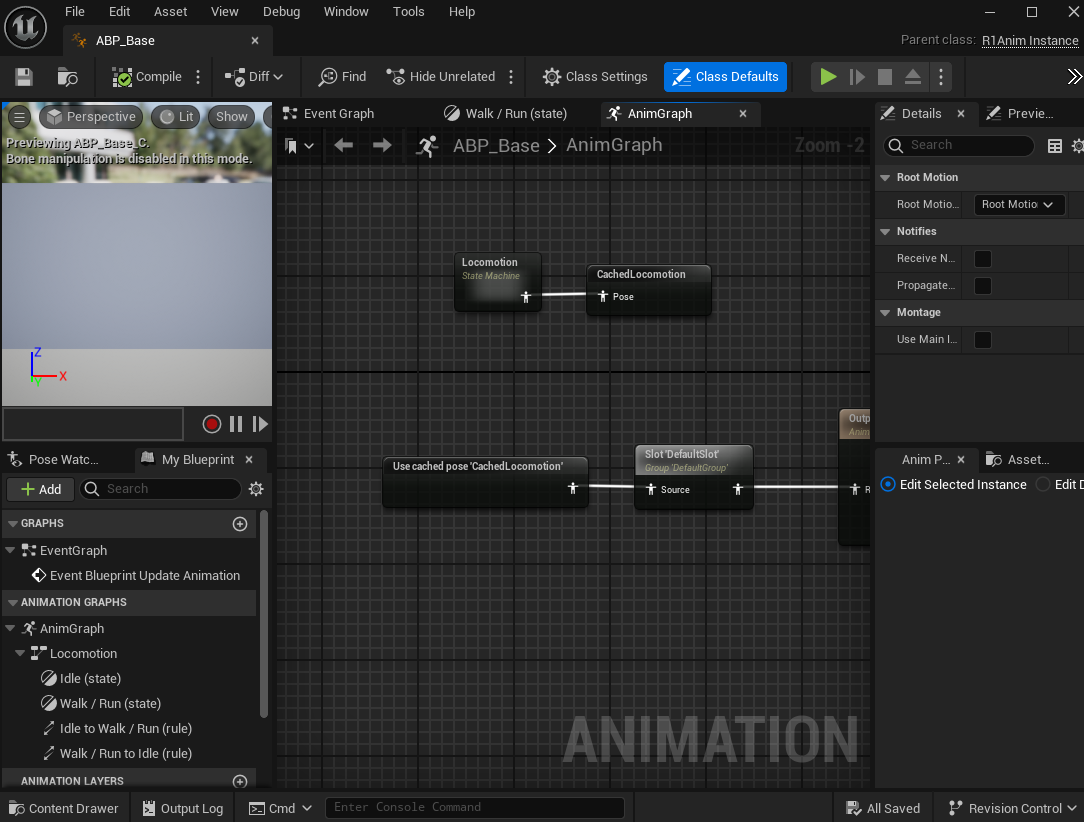 File Edit Asset View Debug Window Tools Help
ABP_Base
Parent class: R1Anim Instance
Compile Diff Find Hide Unrelated Class Settings Class Defaults
Perspective Lit Show
Previewing ABP_Base_C.
Bone manipulation is disabled in this mode.
Z
X
Y
Event Graph Walk / Run (state) AnimGraph
ABP_Base > AnimGraph
Zoom -2
Locomotion
State Machine
CachedLocomotion
Pose
Use cached pose 'CachedLocomotion'
Slot 'DefaultSlot'
Group 'DefaultGroup'
Source
Outp
Anim
R
ANIMATION
Details Previe...
Search
Root Motion
Root Motio... Root Motio
Notifies
Receive N...
Propagate...
Montage
Use Main I...
Anim P... Asset...
Edit Selected Instance Edit D
Pose Watc... My Blueprint
Add Search
GRAPHS
EventGraph
Event Blueprint Update Animation
ANIMATION GRAPHS
AnimGraph
Locomotion
Idle (state)
Walk / Run (state)
Idle to Walk / Run (rule)
Walk / Run to Idle (rule)
ANIMATION LAYERS
Content Drawer Output Log Cmd Enter Console Command All Saved Revision Control